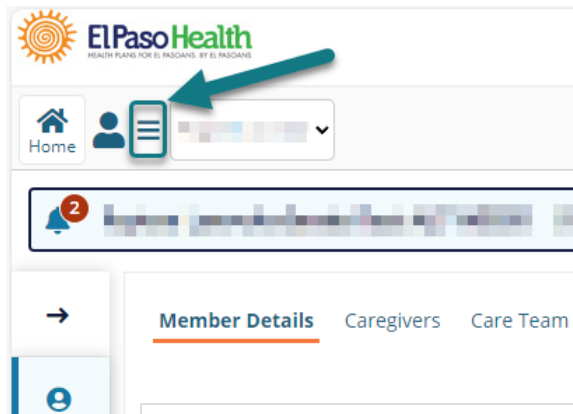 El Paso Health
HEALTH PLANS FOR EL PASOANS. BY EL PASOANS.
Home
2
Member Details Caregivers Care Team